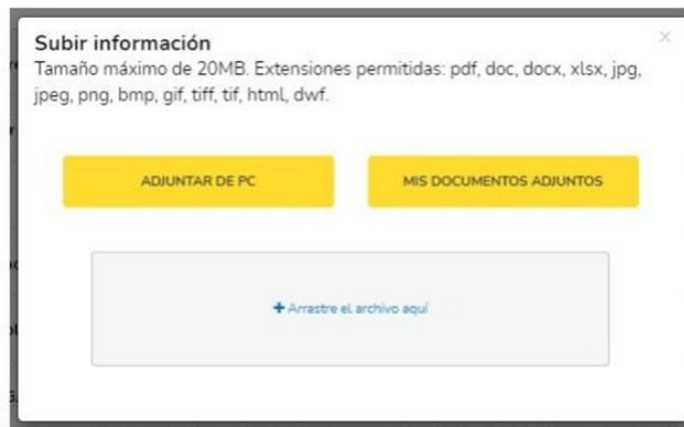 Subir información
Tamaño máximo de 20MB. Extensiones permitidas: pdf, doc, docx, xlsx, jpg,
jpeg, png, bmp, gif, tiff, tif, html, dwf.
ADJUNTAR DE PC
MIS DOCUMENTOS ADJUNTOS
+ Arrastre el archivo aquí